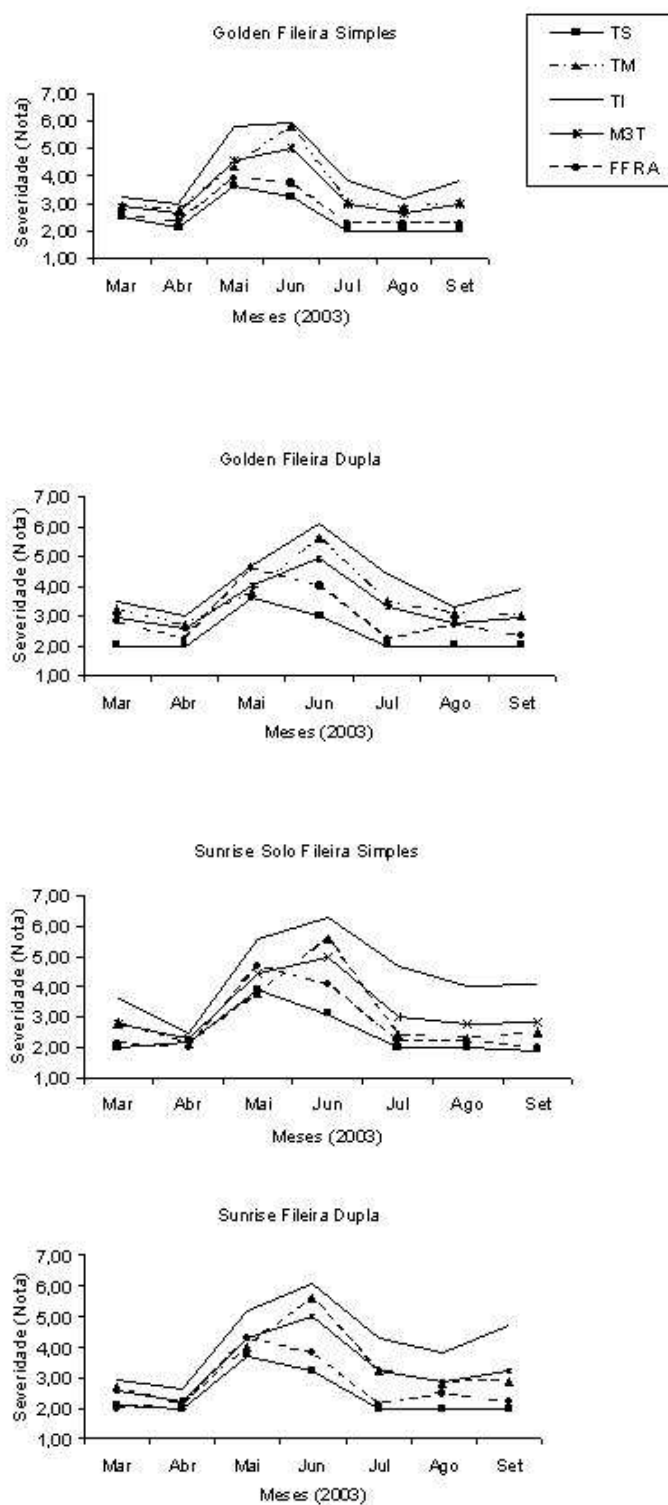 Golden Fileira Simples
TS
TM
TI
M3T
FFRA
Severidade (Nota)
7,00
6,00
5,00
4,00
3,00
2,00
1,00
Mar Abr Mai Jun Jul Ago Set
Meses (2003)
Golden Fileira Dupla
Severidade (Nota)
7,00
6,00
5,00
4,00
3,00
2,00
1,00
Mar Abr Mai Jun Jul Ago Set
Meses (2003)
Sunrise Solo Fileira Simples
Severidade (Nota)
7,00
6,00
5,00
4,00
3,00
2,00
1,00
Mar Abr Mai Jun Jul Ago Set
Meses (2003)
Sunrise Fileira Dupla
Severidade (Nota)
7,00
6,00
5,00
4,00
3,00
2,00
1,00
Mar Abr Mai Jun Jul Ago Set
Meses (2003)